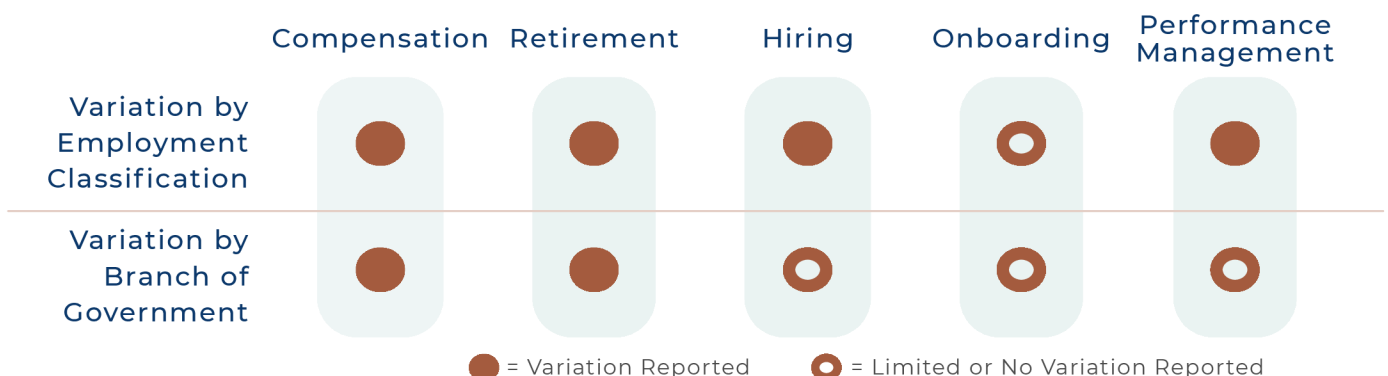 Compensation Retirement Hiring Onboarding Performance
Management
Variation by
Employment
Classification
Variation by
Branch of
Government
= Variation Reported = Limited or No Variation Reported